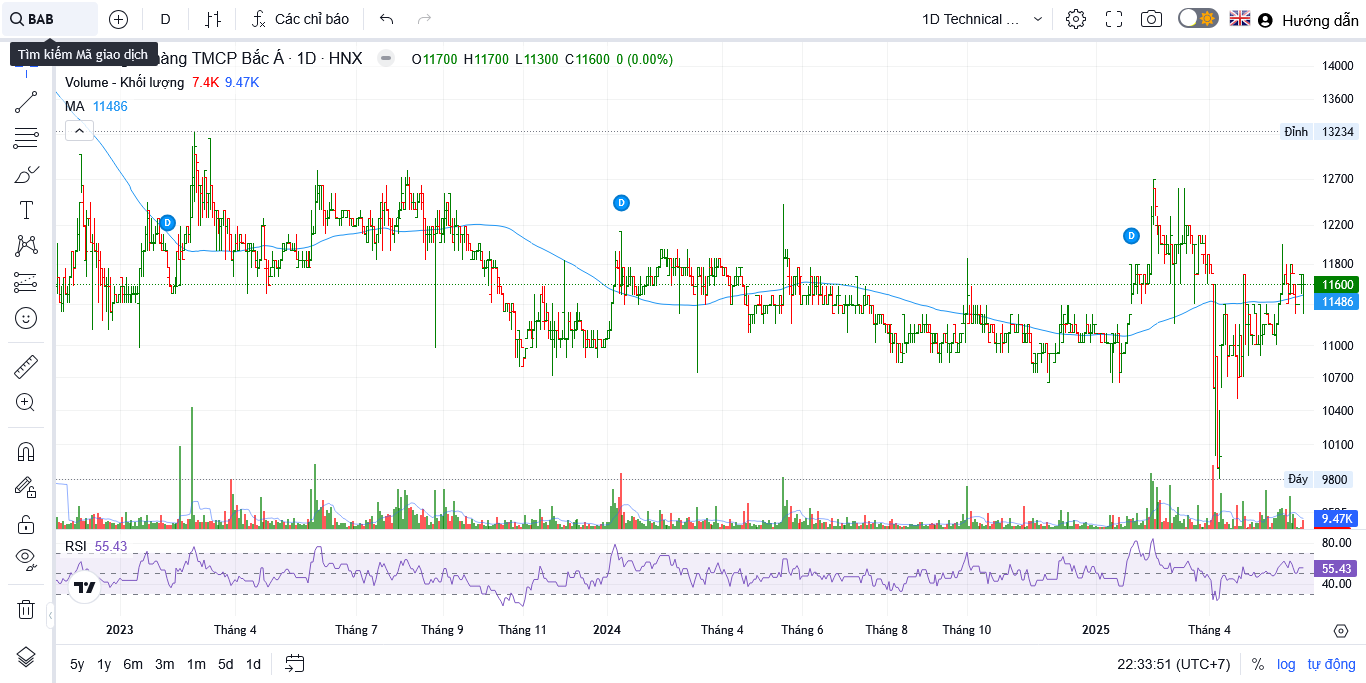 BAB D Các chỉ báo 1D Technical ... Hướng dẫn
Tìm kiếm Mã giao dịch
hàng TMCP Bắc Á · 1D · HNX O11700 H11700 L11300 C11600 0 (0.00%)
Volume - Khối lượng 7.4K 9.47K
MA 11486
14000
13600
Đỉnh 13234
12700
12200
11800
11600
11486
11000
10700
10400
10100
Đáy 9800
9.47K
D
D
D
RSI 55.43
80.00
55.43
40.00
2023 Tháng 4 Tháng 7 Tháng 9 Tháng 11 2024 Tháng 4 Tháng 6 Tháng 8 Tháng 10 2025 Tháng 4
5y 1y 6m 3m 1m 5d 1d 22:33:51 (UTC+7) % log tự động